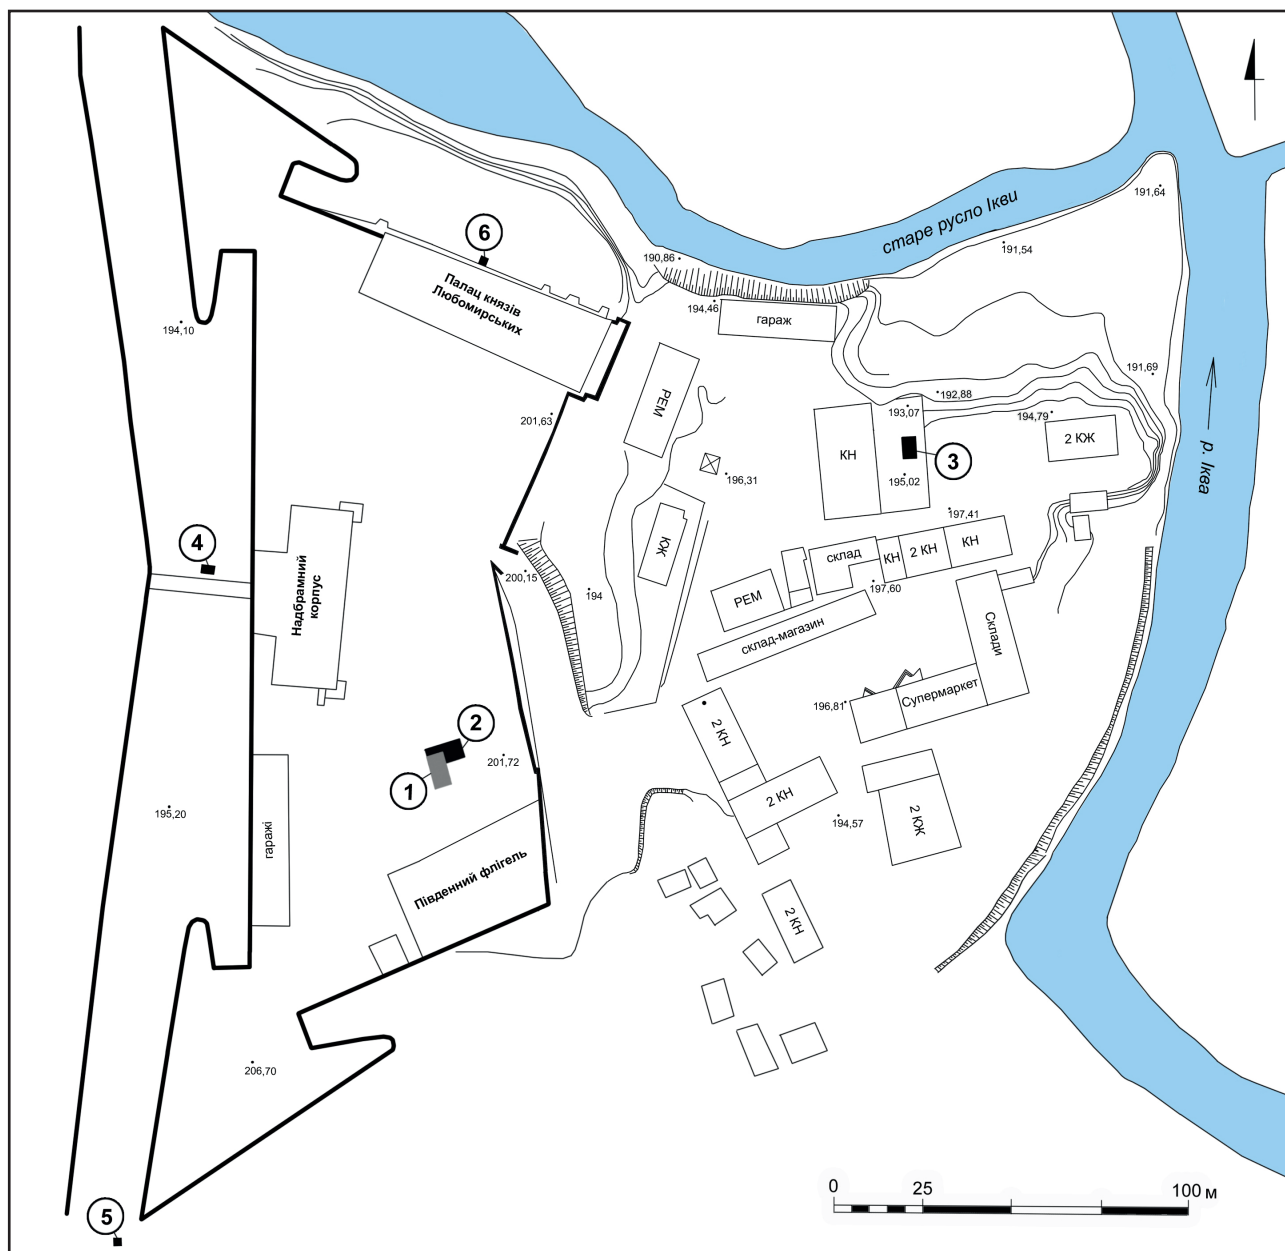 191,64
старе русло Ікви
6
191,54
190,86
Палац князів
Любомирських
194,46
гараж
194,10
191,69
РЕМ
192,88
193,07
194,79
201,63
2 КЖ
КН
3
196,31
195,02
р. Іква
197,41
КЖ
4
склад
КН
2 КН
КН
200,15
194
197,60
Надбрамний
корпус
РЕМ
склад-магазин
Склади
Супермаркет
196,81
2 КН
2
201,72
1
2 КН
195,20
194,57
2 КЖ
гаражі
Південний флігель
2 КН
206,70
0
25
100 м
5